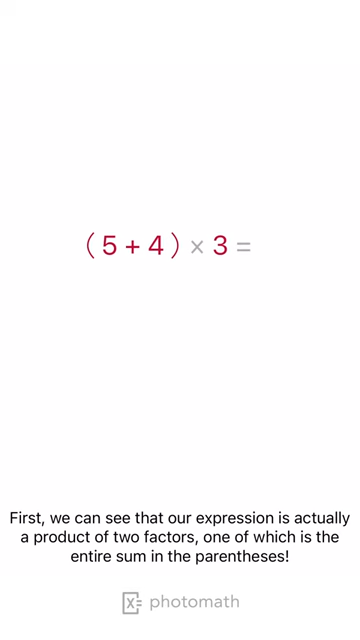 (5 + 4) × 3 =
First, we can see that our expression is actually
a product of two factors, one of which is the
entire sum in the parentheses!
photomath